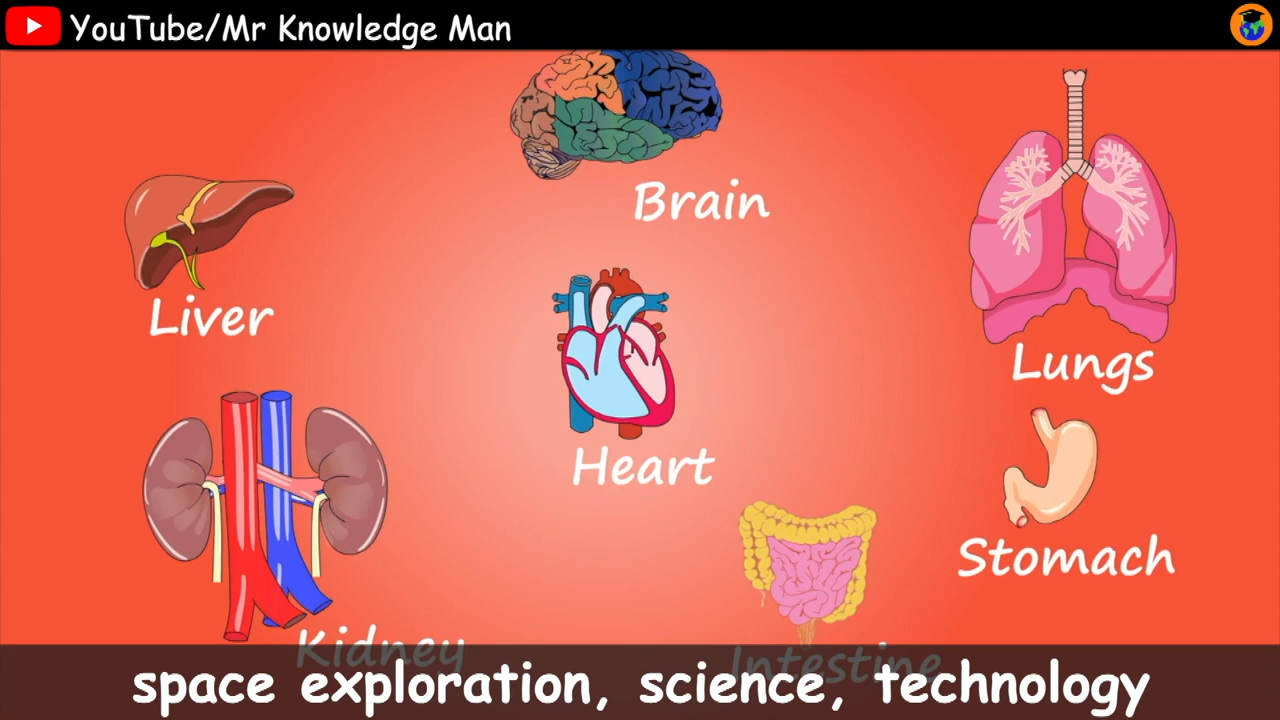 YouTube/Mr Knowledge Man
Brain
Liver
Lungs
Heart
Stomach
Kidney
Intestine
space exploration, science, technology